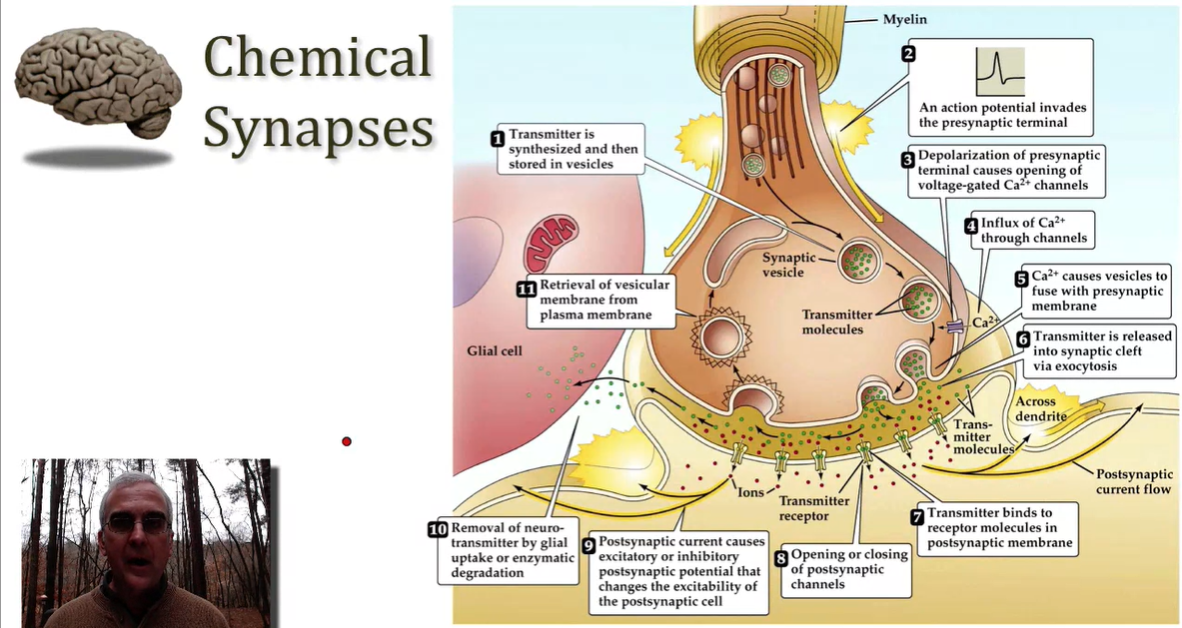 Chemical
Synapses
Myelin
2
An action potential invades
the presynaptic terminal
1
Transmitter is
synthesized and then
stored in vesicles
3
Depolarization of presynaptic
terminal causes opening of
voltage-gated Ca²⁺ channels
4
Influx of Ca²⁺
through channels
Synaptic
vesicle
5
Ca²⁺ causes vesicles to
fuse with presynaptic
membrane
11
Retrieval of vesicular
membrane from
plasma membrane
Transmitter
molecules
Ca²⁺
6
Transmitter is released
into synaptic cleft
via exocytosis
Glial cell
Across
dendrite
Trans-
mitter
molecules
Ions
Transmitter
receptor
Postsynaptic
current flow
7
Transmitter binds to
receptor molecules in
postsynaptic membrane
10
Removal of neuro-
transmitter by glial
uptake or enzymatic
degradation
9
Postsynaptic current causes
excitatory or inhibitory
postsynaptic potential that
changes the excitability of
the postsynaptic cell
8
Opening or closing
of postsynaptic
channels